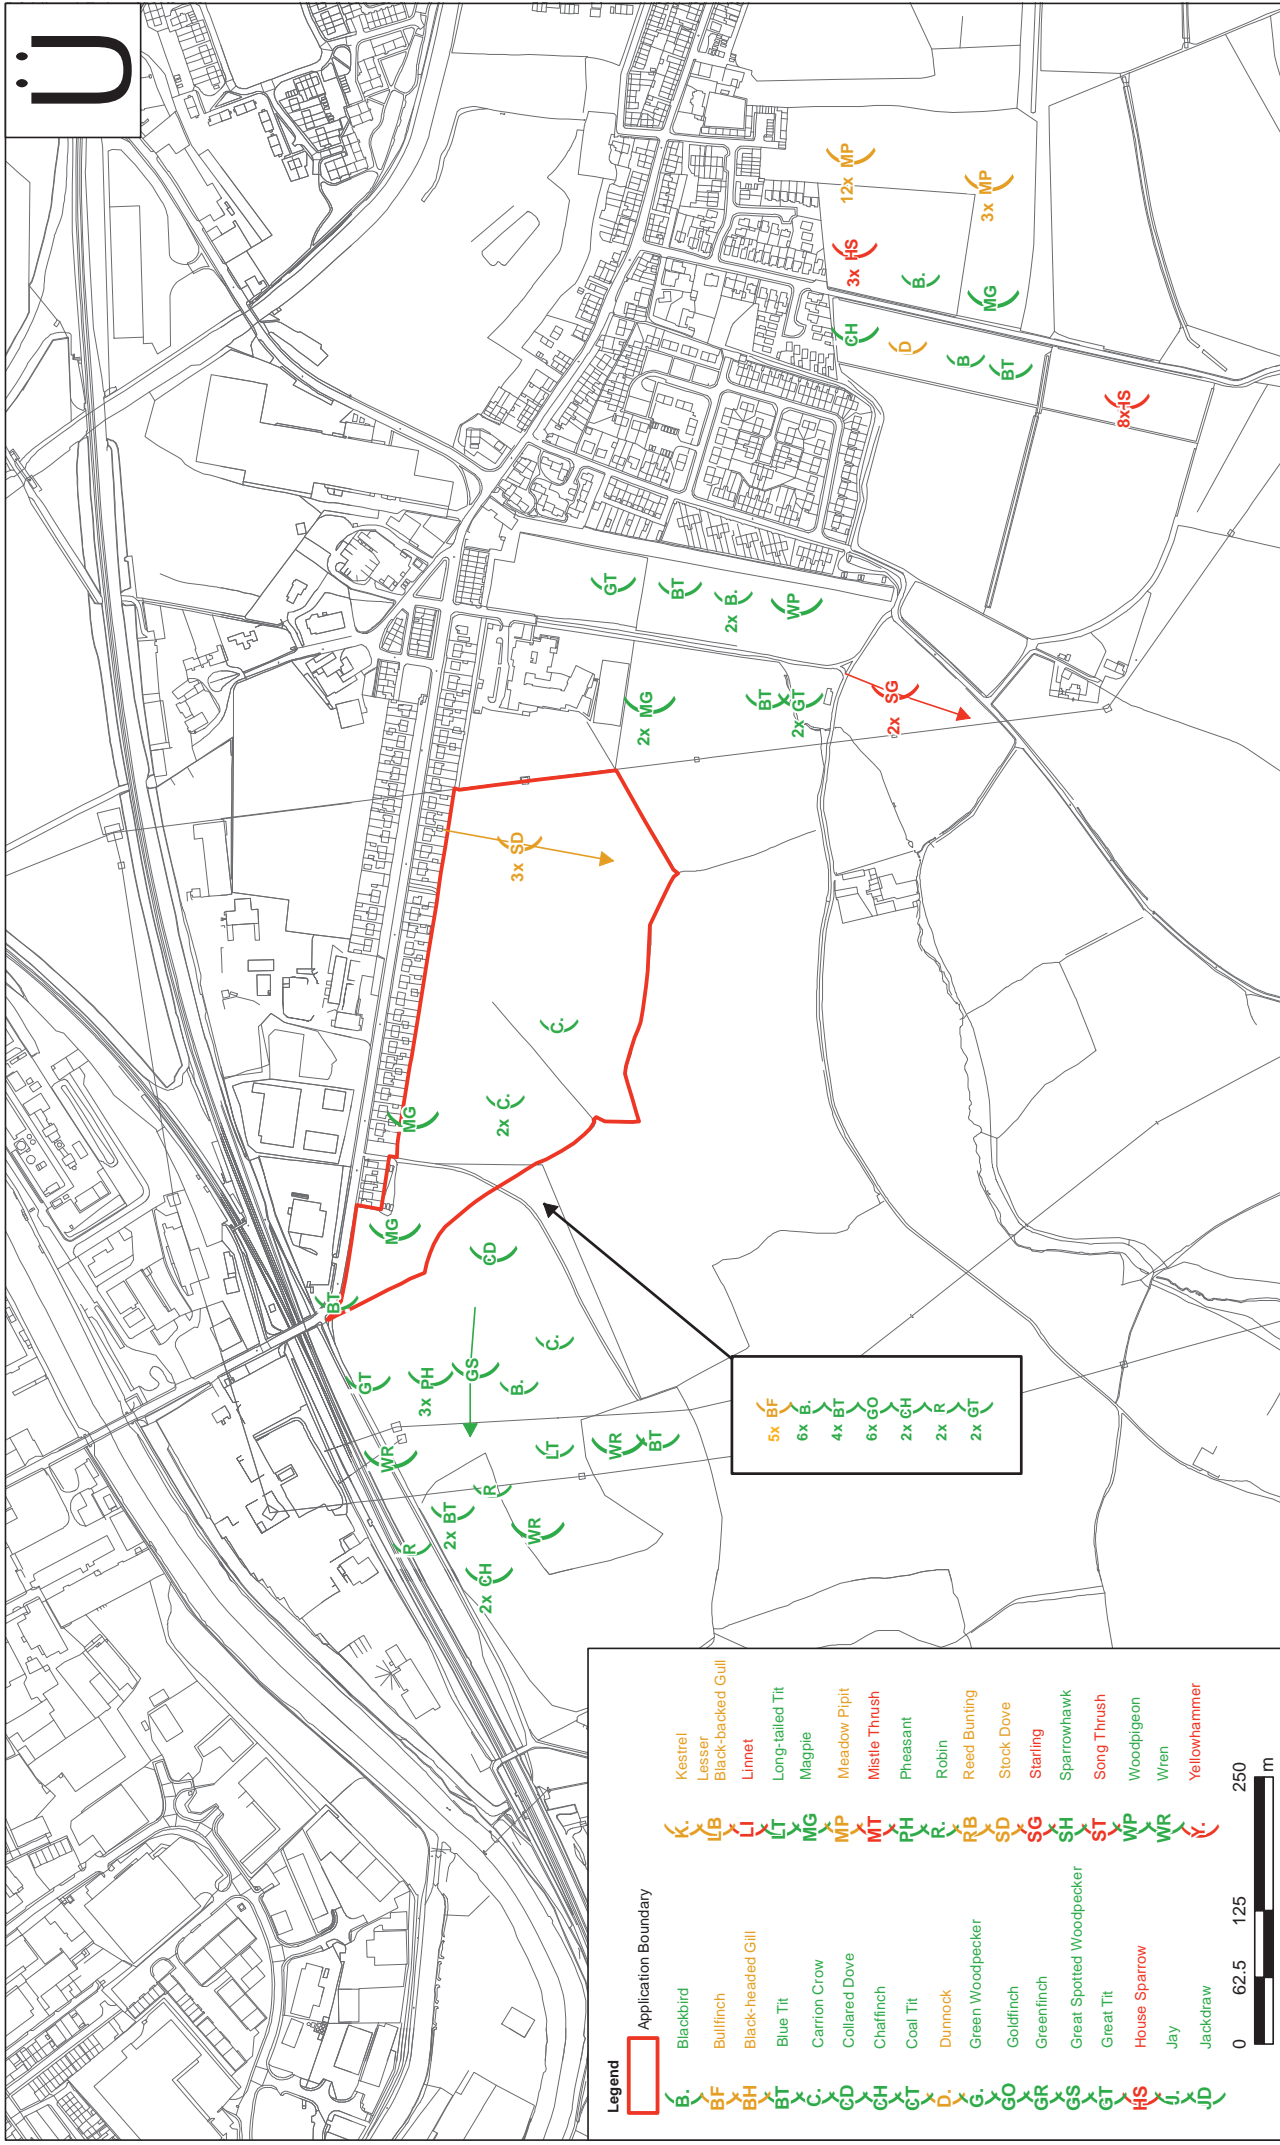 Ü
BT
GT
WR
MG
R
MG
3x PH
2x BT
GS
2x CH
R
CD
2x C.
B.
3x SD
WR
LT
C.
C.
WR
BT
GT
2x MG
BT
2x B.
BT
WP
2x GT
2x SG
12x MP
3x HS
CH
D
B.
B
3x MP
MG
BT
8xHS
5x BF
6x B.
4x BT
6x GO
2x CH
2x R
2x GT
Legend
Application Boundary
B. Blackbird
BF Bullfinch
BH Black-headed Gill
BT Blue Tit
C. Carrion Crow
CD Collared Dove
CH Chaffinch
CT Coal Tit
D. Dunnock
G. Green Woodpecker
GO Goldfinch
GR Greenfinch
GS Great Spotted Woodpecker
GT Great Tit
HS House Sparrow
J. Jay
JD Jackdraw
K. Kestrel
LB Lesser
Black-backed Gull
LI Linnet
LT Long-tailed Tit
MG Magpie
MP Meadow Pipit
MT Mistle Thrush
PH Pheasant
R. Robin
RB Reed Bunting
SD Stock Dove
SG Starling
SH Sparrowhawk
ST Song Thrush
WP Woodpigeon
WR Wren
Y. Yellowhammer
0 62.5 125 250
m